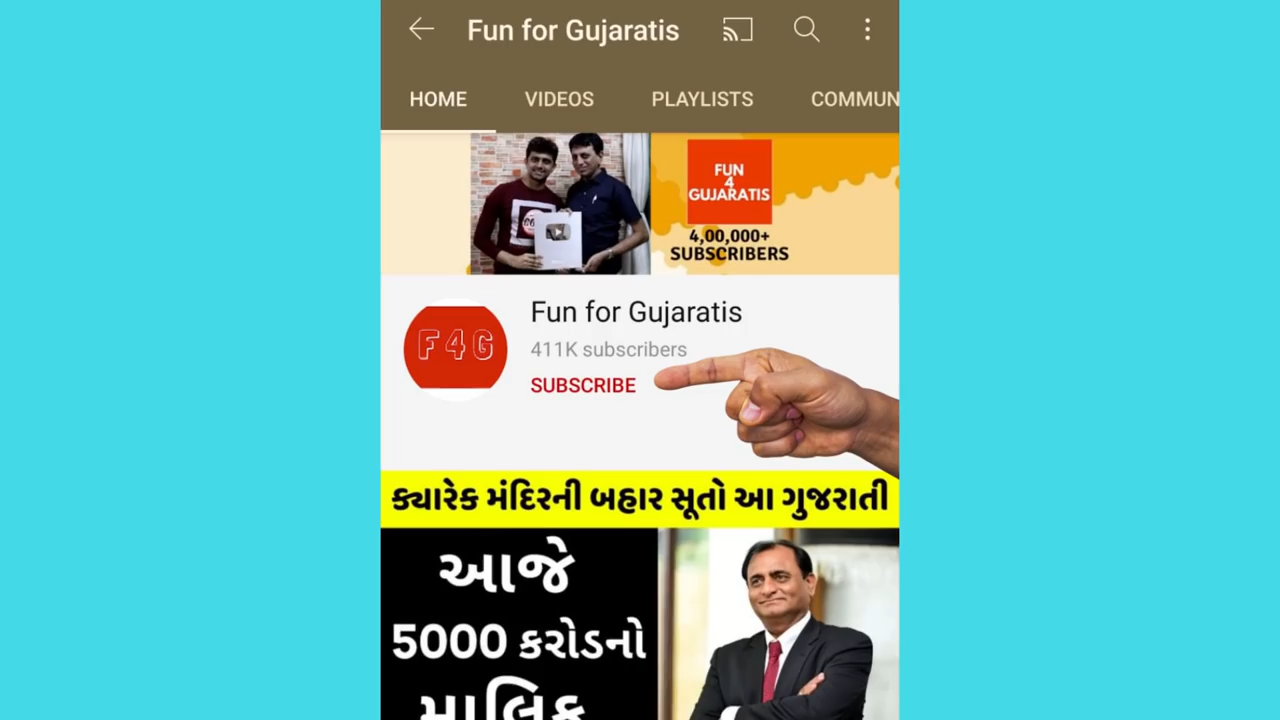 Fun for Gujaratis
HOME VIDEOS PLAYLISTS COMMUN
FUN
4
GUJARATIS
4,00,000+
SUBSCRIBERS
F4G
Fun for Gujaratis
411K subscribers
SUBSCRIBE
ક્યારેક મંદિરની બહાર સૂતો આ ગુજરાતી
આજે
5000 કરોડનો
માલિક